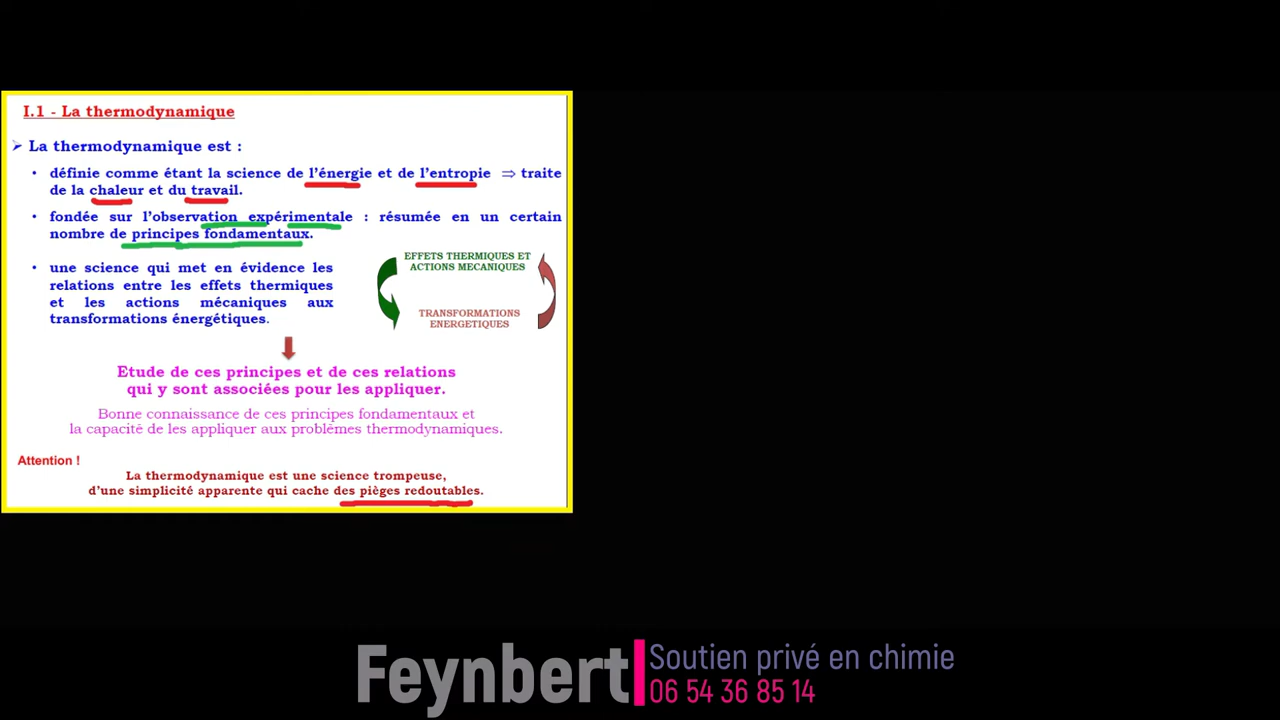 I.1 - La thermodynamique
➢ La thermodynamique est :
• définie comme étant la science de l'énergie et de l'entropie ⇒ traite
de la chaleur et du travail.
• fondée sur l'observation expérimentale : résumée en un certain
nombre de principes fondamentaux.
• une science qui met en évidence les
relations entre les effets thermiques
et les actions mécaniques aux
transformations énergétiques.
EFFETS THERMIQUES ET
ACTIONS MECANIQUES
TRANSFORMATIONS
ENERGETIQUES
Etude de ces principes et de ces relations
qui y sont associées pour les appliquer.
Bonne connaissance de ces principes fondamentaux et
la capacité de les appliquer aux problèmes thermodynamiques.
Attention !
La thermodynamique est une science trompeuse,
d'une simplicité apparente qui cache des pièges redoutables.
Feynbert
Soutien privé en chimie
06 54 36 85 14